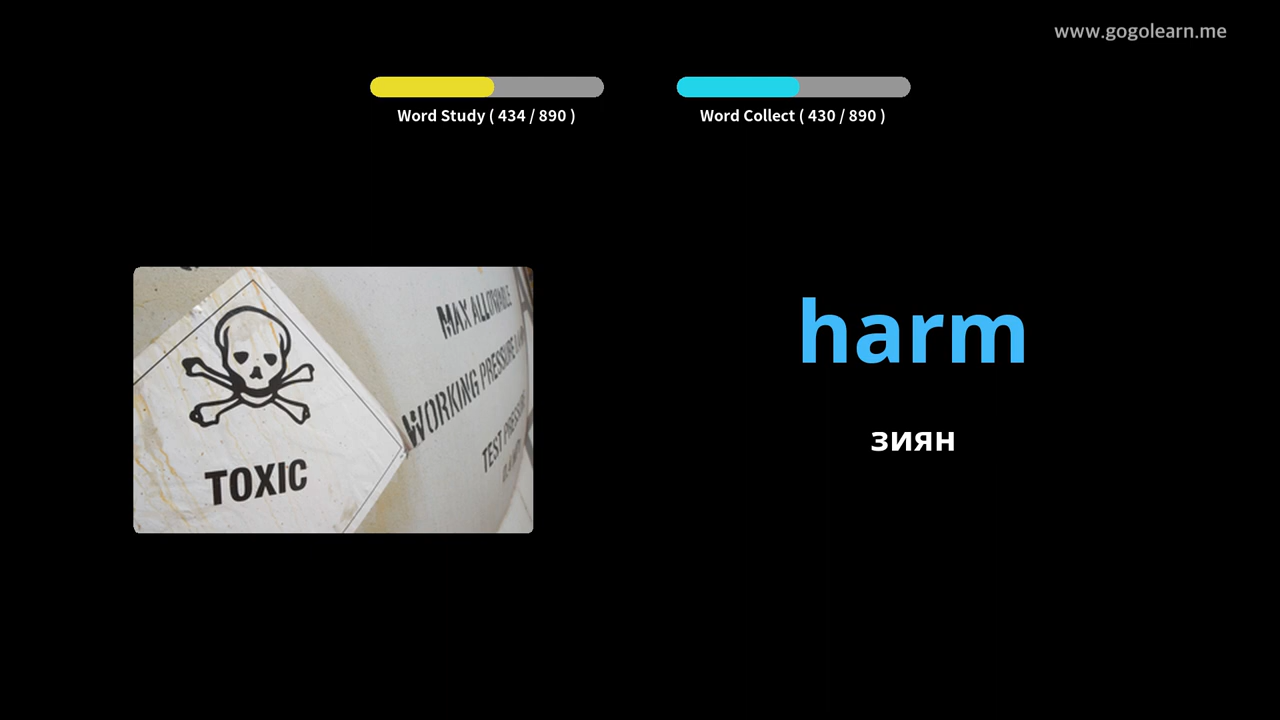 www.gogolearn.me
Word Study ( 434 / 890 )
Word Collect ( 430 / 890 )
MAX ALLOWABLE
WORKING PRESSURE
TEST PRESSURE
TOXIC
harm
зиян